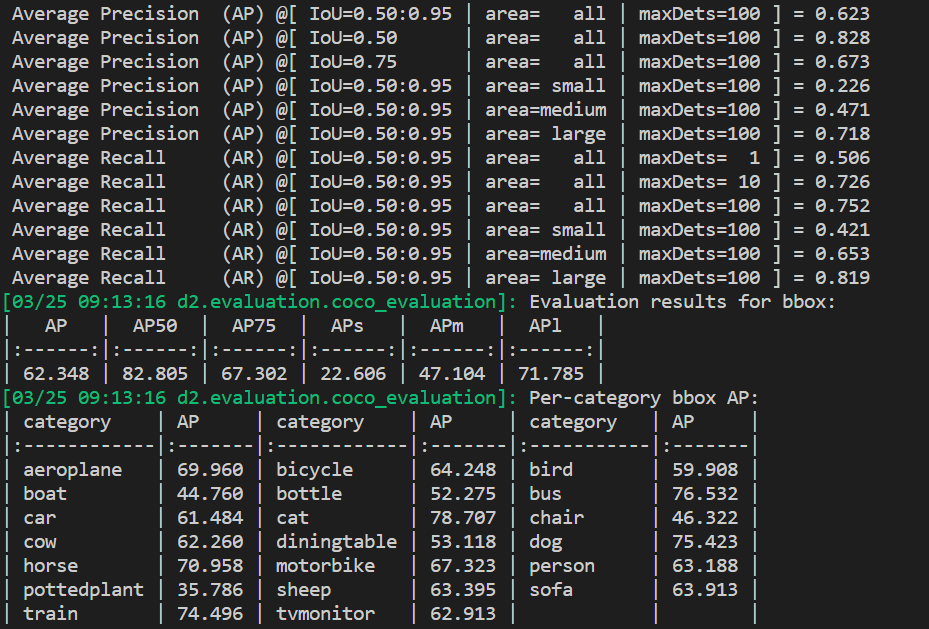 Average Precision  (AP) @[ IoU=0.50:0.95 | area=   all | maxDets=100 ] = 0.623
Average Precision  (AP) @[ IoU=0.50      | area=   all | maxDets=100 ] = 0.828
Average Precision  (AP) @[ IoU=0.75      | area=   all | maxDets=100 ] = 0.673
Average Precision  (AP) @[ IoU=0.50:0.95 | area= small | maxDets=100 ] = 0.226
Average Precision  (AP) @[ IoU=0.50:0.95 | area=medium | maxDets=100 ] = 0.471
Average Precision  (AP) @[ IoU=0.50:0.95 | area= large | maxDets=100 ] = 0.718
Average Recall     (AR) @[ IoU=0.50:0.95 | area=   all | maxDets=  1 ] = 0.506
Average Recall     (AR) @[ IoU=0.50:0.95 | area=   all | maxDets= 10 ] = 0.726
Average Recall     (AR) @[ IoU=0.50:0.95 | area=   all | maxDets=100 ] = 0.752
Average Recall     (AR) @[ IoU=0.50:0.95 | area= small | maxDets=100 ] = 0.421
Average Recall     (AR) @[ IoU=0.50:0.95 | area=medium | maxDets=100 ] = 0.653
Average Recall     (AR) @[ IoU=0.50:0.95 | area= large | maxDets=100 ] = 0.819
[03/25 09:13:16 d2.evaluation.coco_evaluation]: Evaluation results for bbox:
|   AP   |  AP50  |  AP75  |  APs   |  APm   |  APl   |
|:------:|:------:|:------:|:------:|:------:|:------:|
| 62.348 | 82.805 | 67.302 | 22.606 | 47.104 | 71.785 |
[03/25 09:13:16 d2.evaluation.coco_evaluation]: Per-category bbox AP:
| category    | AP     | category    | AP     | category   | AP     |
|:------------|:-------|:------------|:-------|:-----------|:-------|
| aeroplane   | 69.960 | bicycle     | 64.248 | bird       | 59.908 |
| boat        | 44.760 | bottle      | 52.275 | bus        | 76.532 |
| car         | 61.484 | cat         | 78.707 | chair      | 46.322 |
| cow         | 62.260 | diningtable | 53.118 | dog        | 75.423 |
| horse       | 70.958 | motorbike   | 67.323 | person     | 63.188 |
| pottedplant | 35.786 | sheep       | 63.395 | sofa       | 63.913 |
| train       | 74.496 | tvmonitor   | 62.913 |            |        |